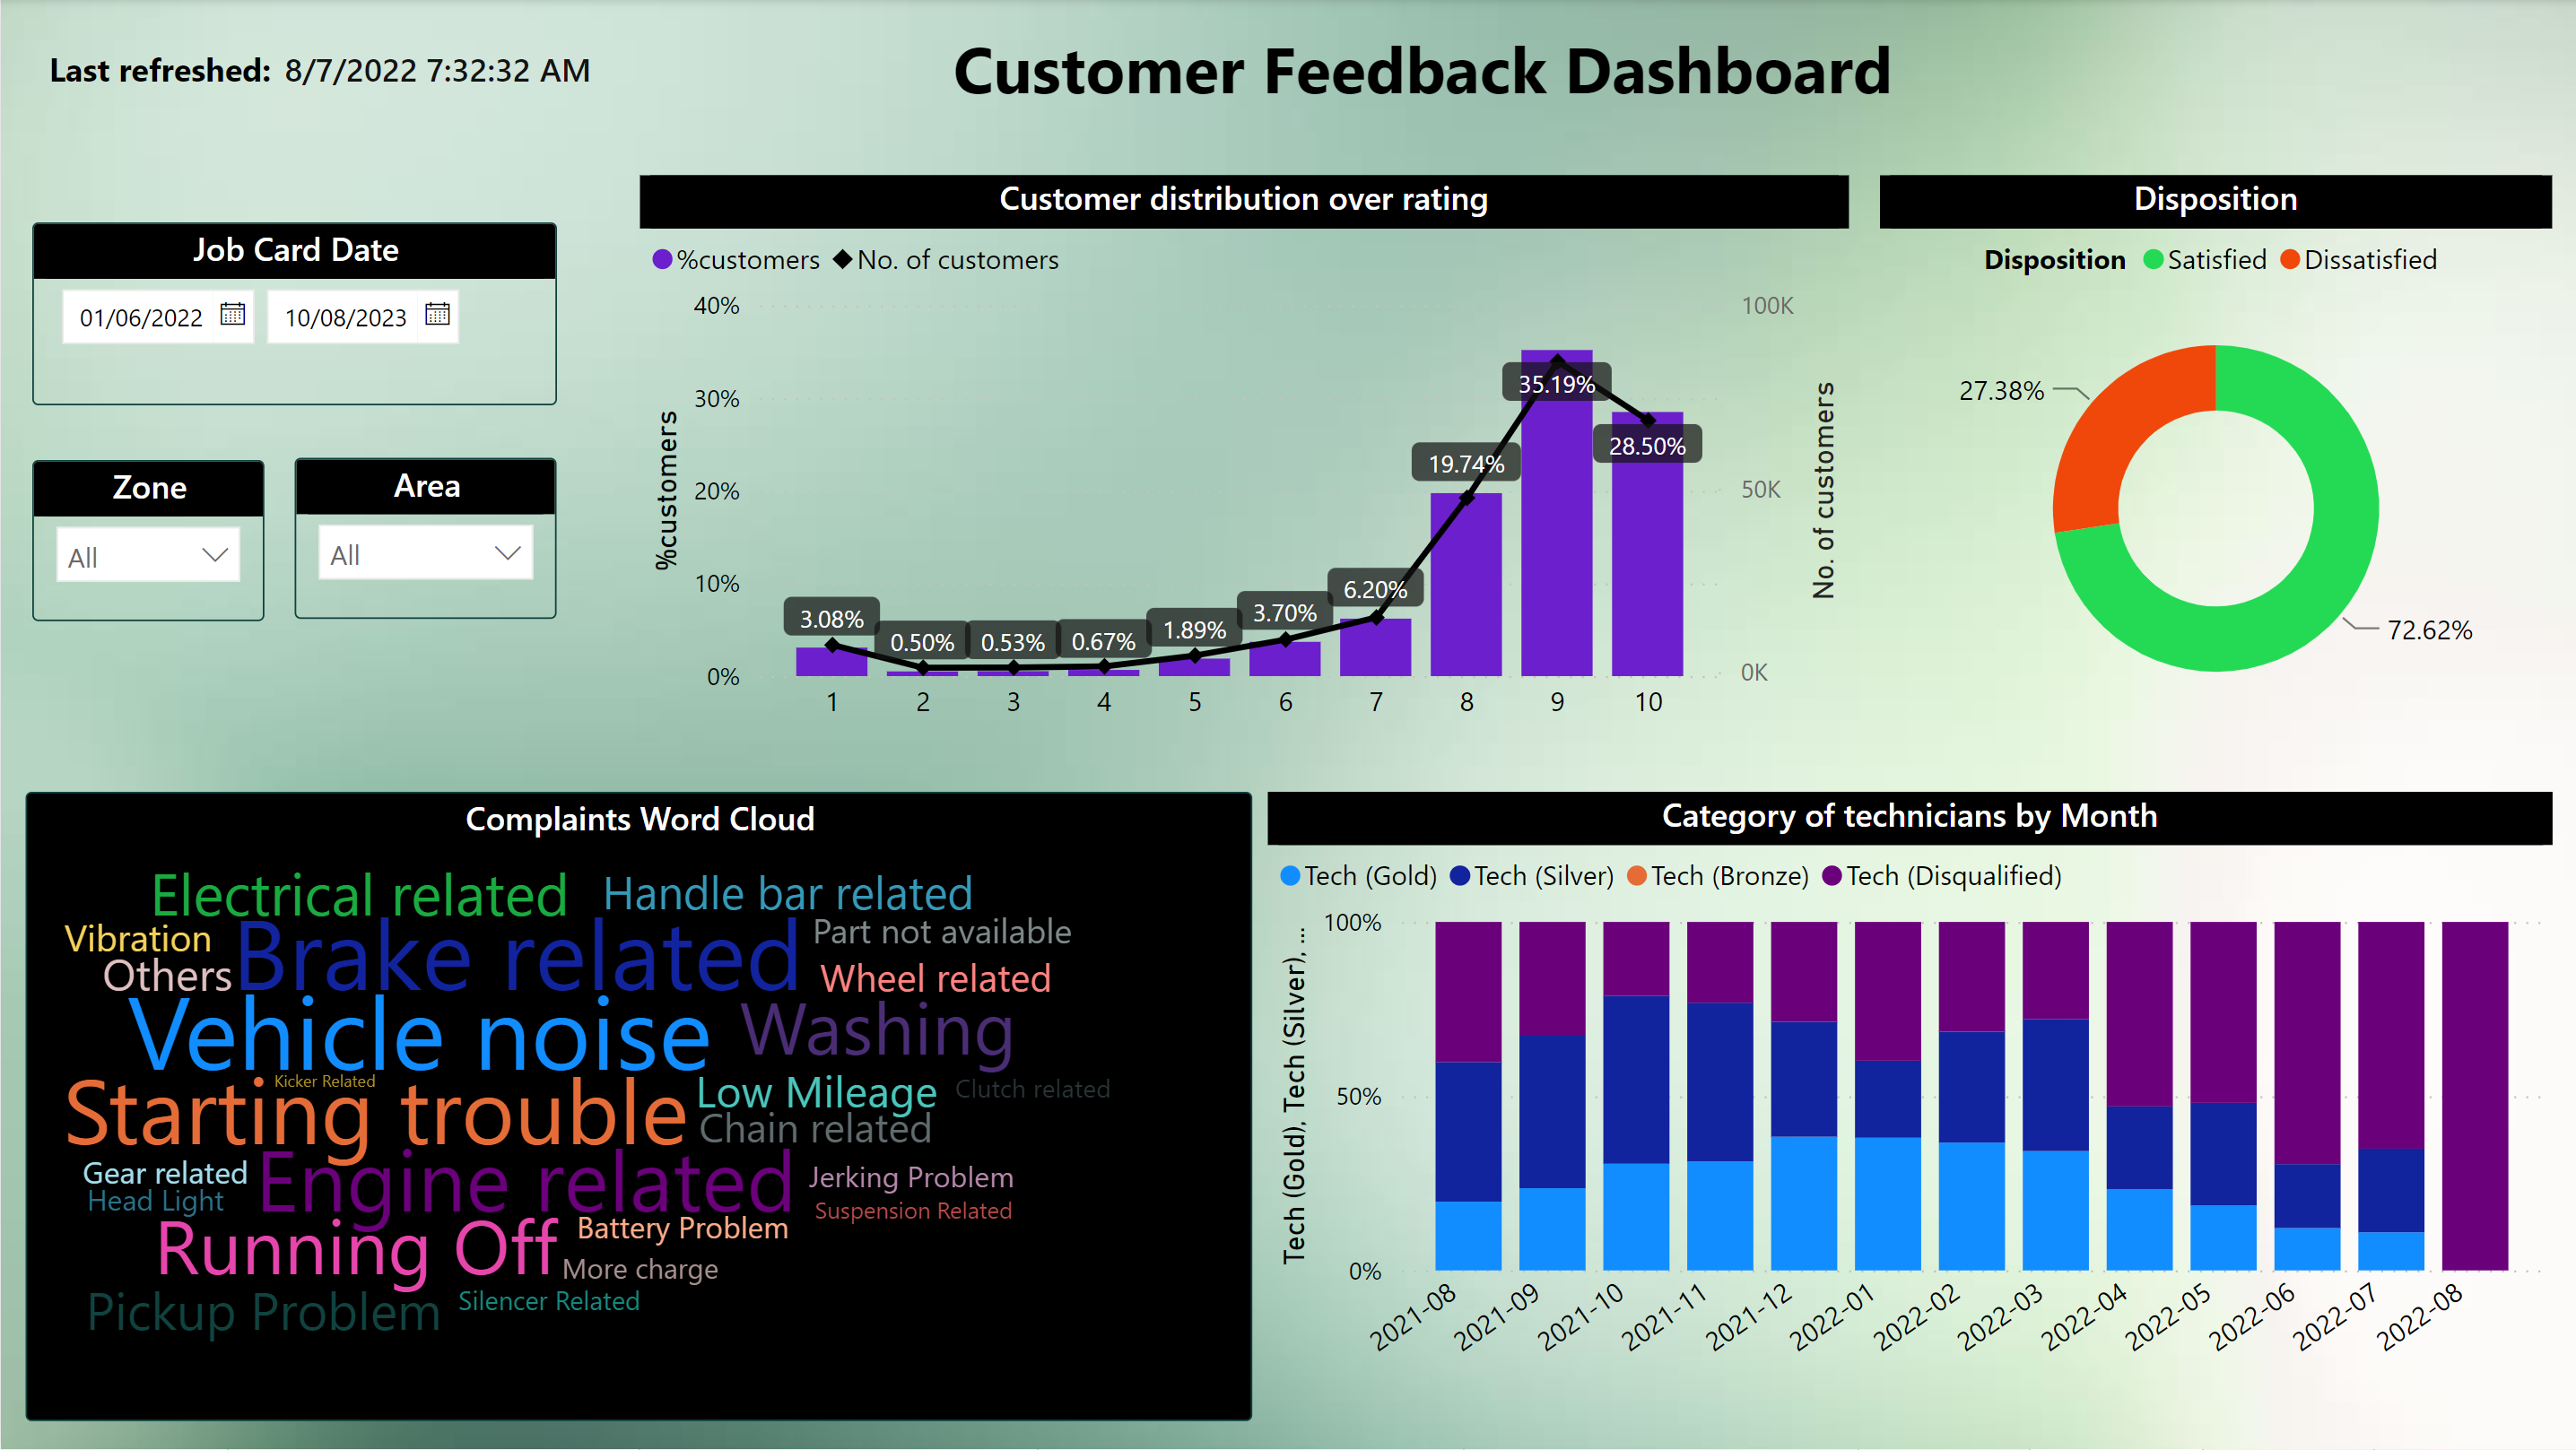 Last refreshed: 8/7/2022 7:32:32 AM
Customer Feedback Dashboard
Job Card Date
01/06/2022 10/08/2023
Zone
All
Area
All
Customer distribution over rating
%customers No. of customers
%customers
40%
30%
20%
10%
0%
3.08%
0.50%
0.53%
0.67%
1.89%
3.70%
6.20%
19.74%
35.19%
28.50%
1 2 3 4 5 6 7 8 9 10
100K
50K
0K
No. of customers
Disposition
Disposition Satisfied Dissatisfied
27.38%
72.62%
Complaints Word Cloud
Electrical related
Handle bar related
Vibration
Brake related
Part not available
Others
Wheel related
Vehicle noise
Washing
Kicker Related
Starting trouble
Low Mileage
Clutch related
Chain related
Gear related
Engine related
Jerking Problem
Head Light
Suspension Related
Running Off
Battery Problem
More charge
Pickup Problem
Silencer Related
Category of technicians by Month
Tech (Gold) Tech (Silver) Tech (Bronze) Tech (Disqualified)
Tech (Gold), Tech (Silver), ...
100%
50%
0%
2021-08 2021-09 2021-10 2021-11 2021-12 2022-01 2022-02 2022-03 2022-04 2022-05 2022-06 2022-07 2022-08